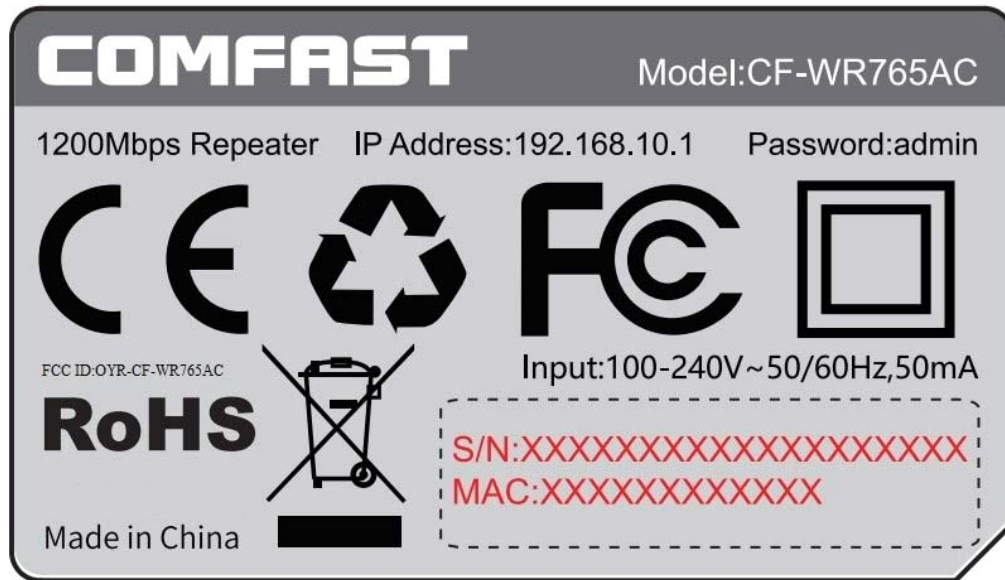 COMFAST
Model:CF-WR765AC
1200Mbps Repeater IP Address:192.168.10.1 Password:admin
CE FC
FCC ID:OYR-CF-WR765AC
Input:100-240V~50/60Hz,50mA
RoHS
S/N:XXXXXXXXXXXXXXXXXXX
MAC:XXXXXXXXXXXX
Made in China